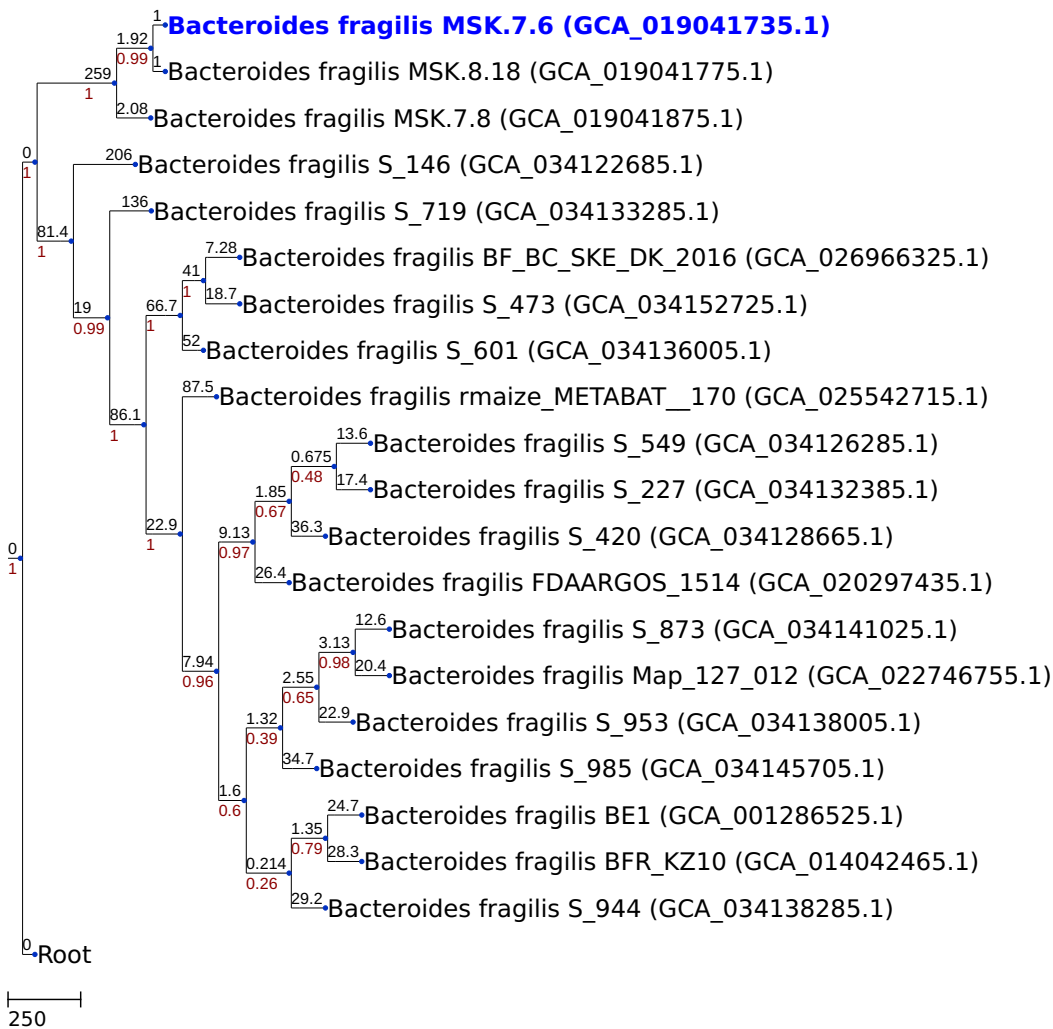 1
Bacteroides fragilis MSK.7.6 (GCA_019041735.1)
1.92
0.99
1
Bacteroides fragilis MSK.8.18 (GCA_019041775.1)
259
1
2.08
Bacteroides fragilis MSK.7.8 (GCA_019041875.1)
0
1
206
Bacteroides fragilis S_146 (GCA_034122685.1)
136
Bacteroides fragilis S_719 (GCA_034133285.1)
81.4
1
7.28
Bacteroides fragilis BF_BC_SKE_DK_2016 (GCA_026966325.1)
41
1
18.7
Bacteroides fragilis S_473 (GCA_034152725.1)
19
0.99
66.7
1
52
Bacteroides fragilis S_601 (GCA_034136005.1)
87.5
Bacteroides fragilis rmaize_METABAT__170 (GCA_025542715.1)
86.1
1
13.6
Bacteroides fragilis S_549 (GCA_034126285.1)
0.675
0.48
17.4
Bacteroides fragilis S_227 (GCA_034132385.1)
1.85
0.67
36.3
Bacteroides fragilis S_420 (GCA_034128665.1)
22.9
1
9.13
0.97
0
1
26.4
Bacteroides fragilis FDAARGOS_1514 (GCA_020297435.1)
12.6
Bacteroides fragilis S_873 (GCA_034141025.1)
3.13
0.98
20.4
Bacteroides fragilis Map_127_012 (GCA_022746755.1)
7.94
0.96
2.55
0.65
22.9
Bacteroides fragilis S_953 (GCA_034138005.1)
1.32
0.39
34.7
Bacteroides fragilis S_985 (GCA_034145705.1)
1.6
0.6
24.7
Bacteroides fragilis BE1 (GCA_001286525.1)
1.35
0.79
28.3
Bacteroides fragilis BFR_KZ10 (GCA_014042465.1)
0.214
0.26
29.2
Bacteroides fragilis S_944 (GCA_034138285.1)
0
Root
250